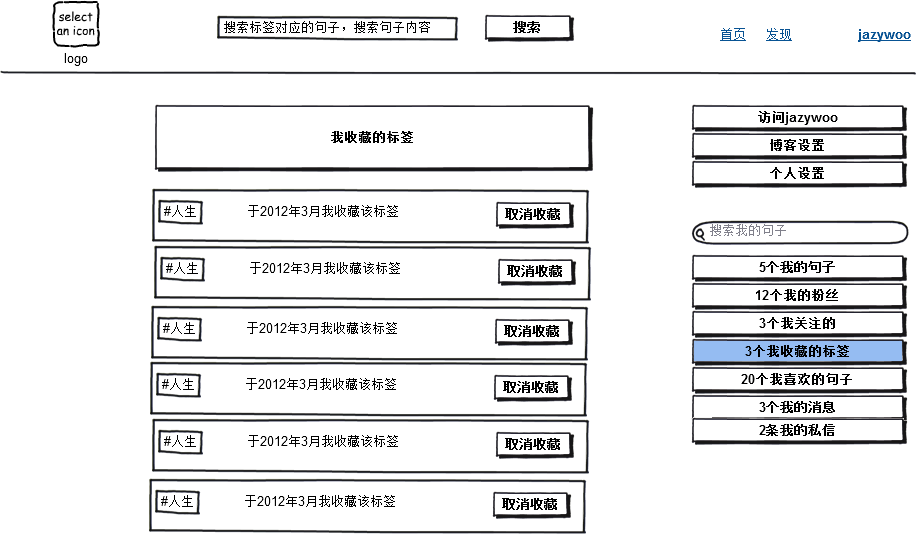 select
an icon
logo
搜索标签对应的句子，搜索句子内容
搜索
首页
发现
jazywoo
我收藏的标签
#人生 于2012年3月我收藏该标签 取消收藏
#人生 于2012年3月我收藏该标签 取消收藏
#人生 于2012年3月我收藏该标签 取消收藏
#人生 于2012年3月我收藏该标签 取消收藏
#人生 于2012年3月我收藏该标签 取消收藏
#人生 于2012年3月我收藏该标签 取消收藏
访问jazywoo
博客设置
个人设置
搜索我的句子
5个我的句子
12个我的粉丝
3个我关注的
3个我收藏的标签
20个我喜欢的句子
3个我的消息
2条我的私信